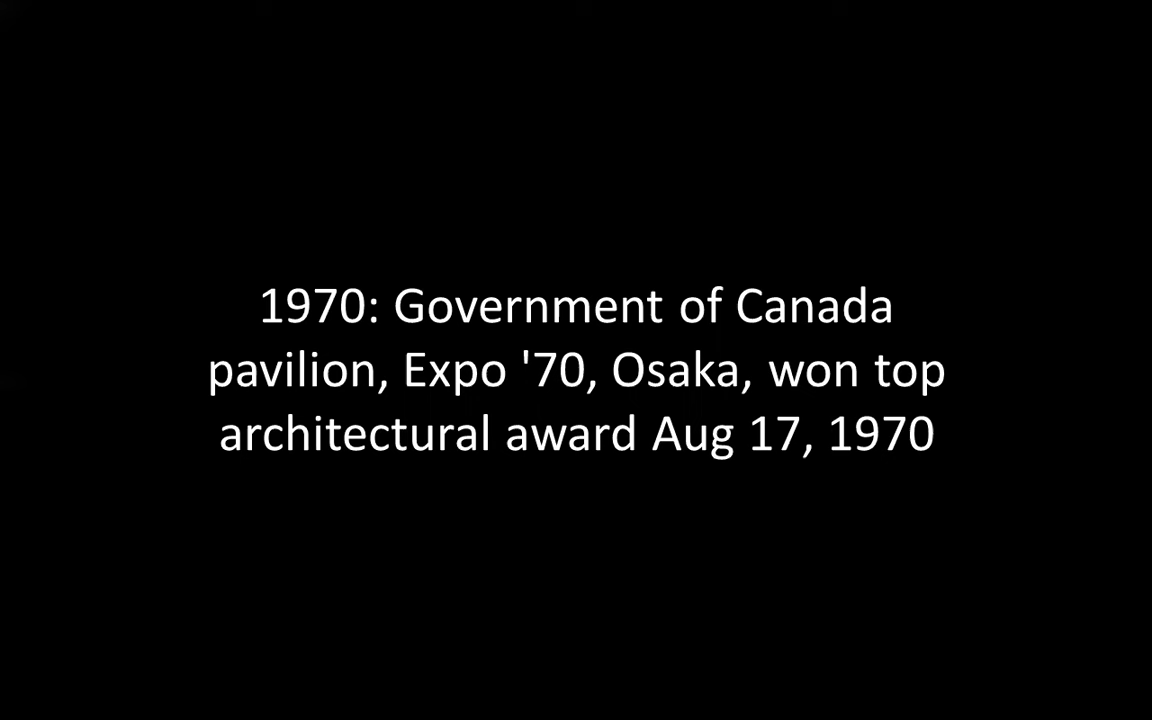 1970: Government of Canada
pavilion, Expo '70, Osaka, won top
architectural award Aug 17, 1970